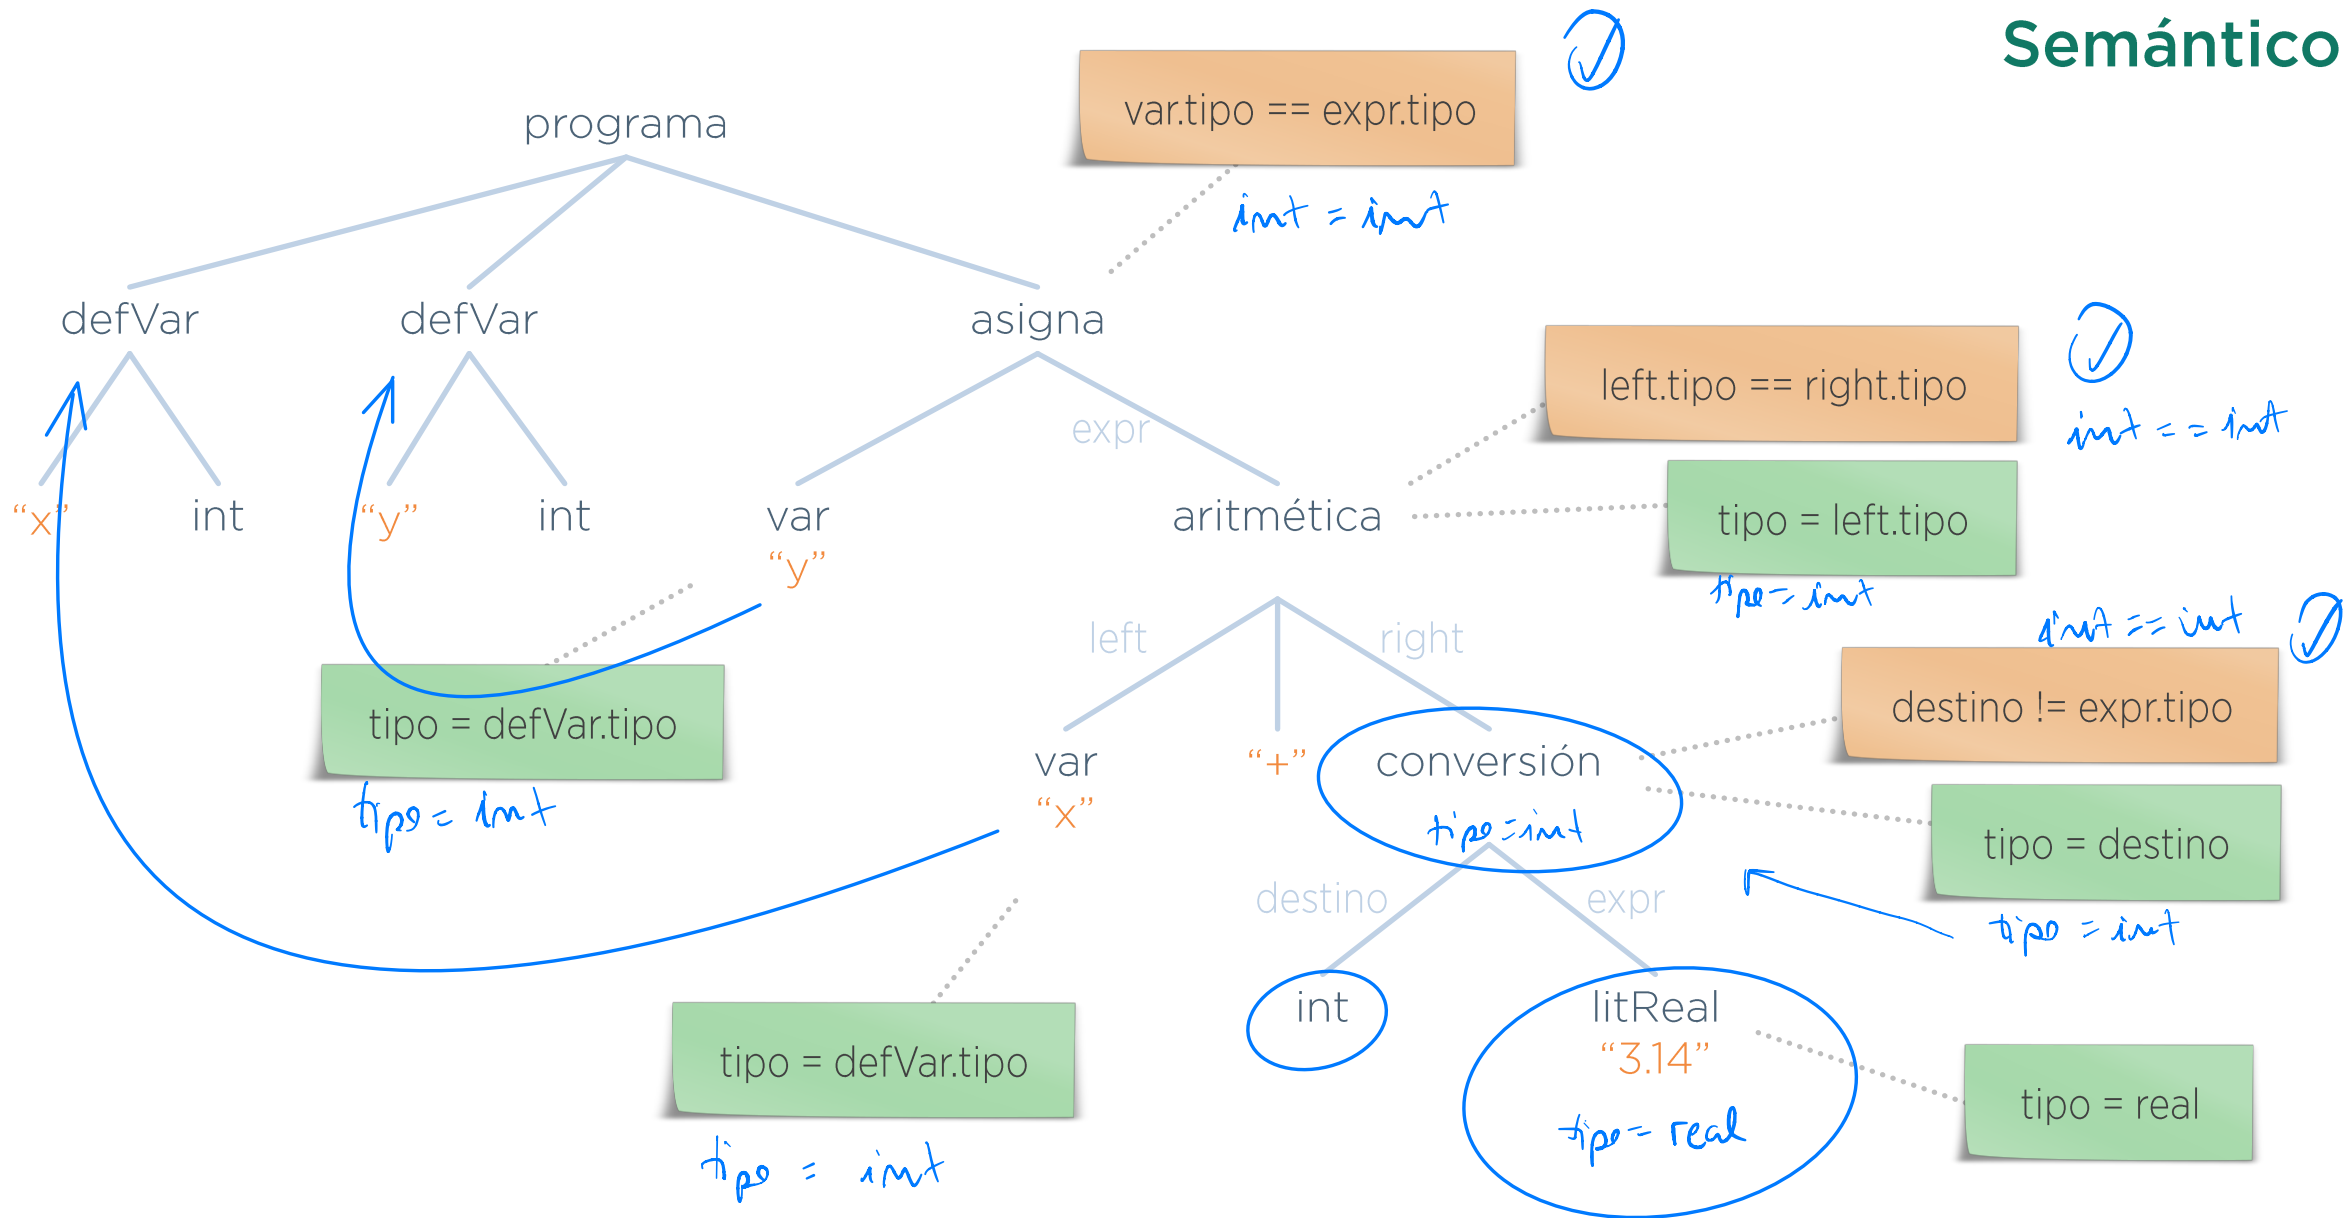 Semántico
var.tipo == expr.tipo
programa
int = int
defVar
defVar
asigna
left.tipo == right.tipo
int == int
expr
"x"
int
"y"
int
var
"y"
aritmética
tipo = left.tipo
tipo = int
int == int
left
right
tipo = defVar.tipo
tipo = int
destino != expr.tipo
var
"x"
"+"
conversión
tipo = int
tipo = destino
tipo = int
destino
expr
int
litReal
"3.14"
tipo = real
tipo = defVar.tipo
tipo = int
tipo = real